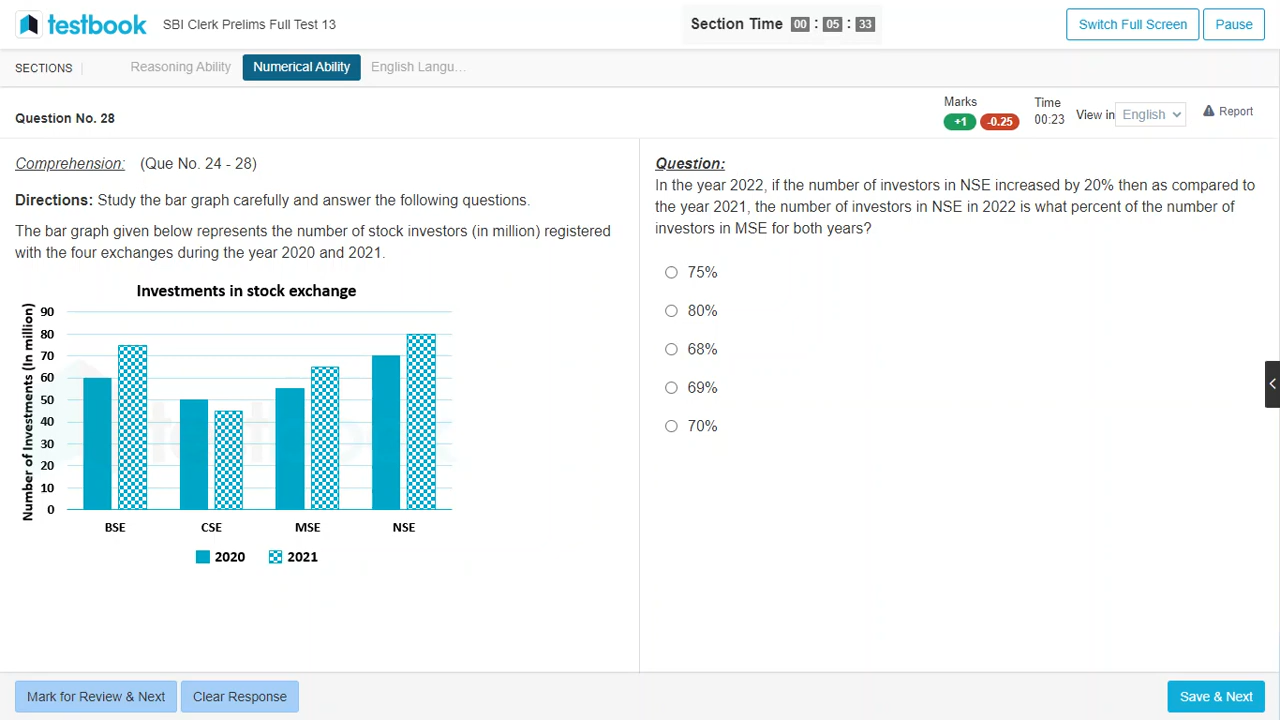 testbook
SBI Clerk Prelims Full Test 13
Section Time 00 : 05 : 33
Switch Full Screen
Pause
SECTIONS
Reasoning Ability
Numerical Ability
English Langu...
Question No. 28
Marks
+1 -0.25
Time
00:23
View in English
Report
Comprehension: (Que No. 24 - 28)
Directions: Study the bar graph carefully and answer the following questions.
The bar graph given below represents the number of stock investors (in million) registered
with the four exchanges during the year 2020 and 2021.
Investments in stock exchange
Number of Investments (In million)
90
80
70
60
50
40
30
20
10
0
BSE CSE MSE NSE
2020 2021
Question:
In the year 2022, if the number of investors in NSE increased by 20% then as compared to
the year 2021, the number of investors in NSE in 2022 is what percent of the number of
investors in MSE for both years?
75%
80%
68%
69%
70%
Mark for Review & Next
Clear Response
Save & Next